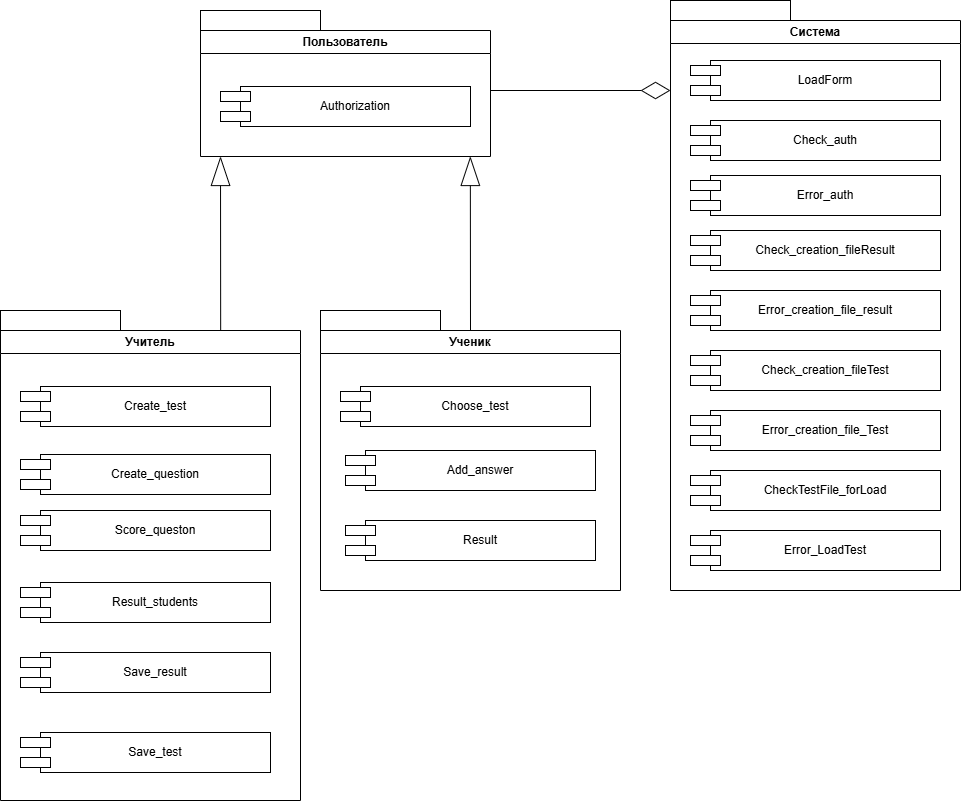 Пользователь
Authorization
Система
LoadForm
Check_auth
Error_auth
Check_creation_fileResult
Error_creation_file_result
Check_creation_fileTest
Error_creation_file_Test
CheckTestFile_forLoad
Error_LoadTest
Учитель
Create_test
Create_question
Score_queston
Result_students
Save_result
Save_test
Ученик
Choose_test
Add_answer
Result